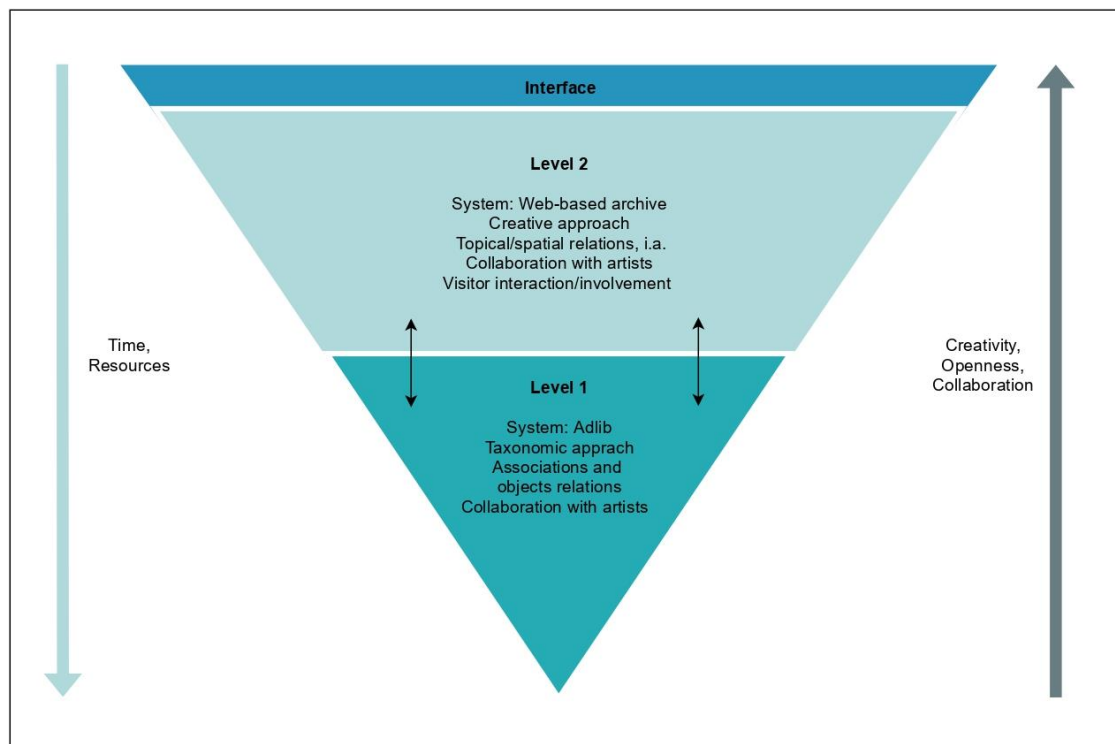 Interface
Level 2
System: Web-based archive
Creative approach
Topical/spatial relations, i.a.
Collaboration with artists
Visitor interaction/involvement
Time,
Resources
Creativity,
Openness,
Collaboration
Level 1
System: Adlib
Taxonomic apprach
Associations and
objects relations
Collaboration with artists